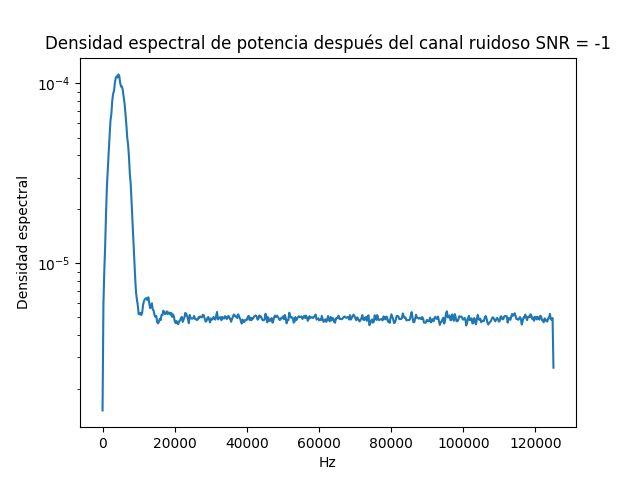 Densidad espectral de potencia después del canal ruidoso SNR = -1
Densidad espectral
10⁻⁴
10⁻⁵
0 20000 40000 60000 80000 100000 120000
Hz